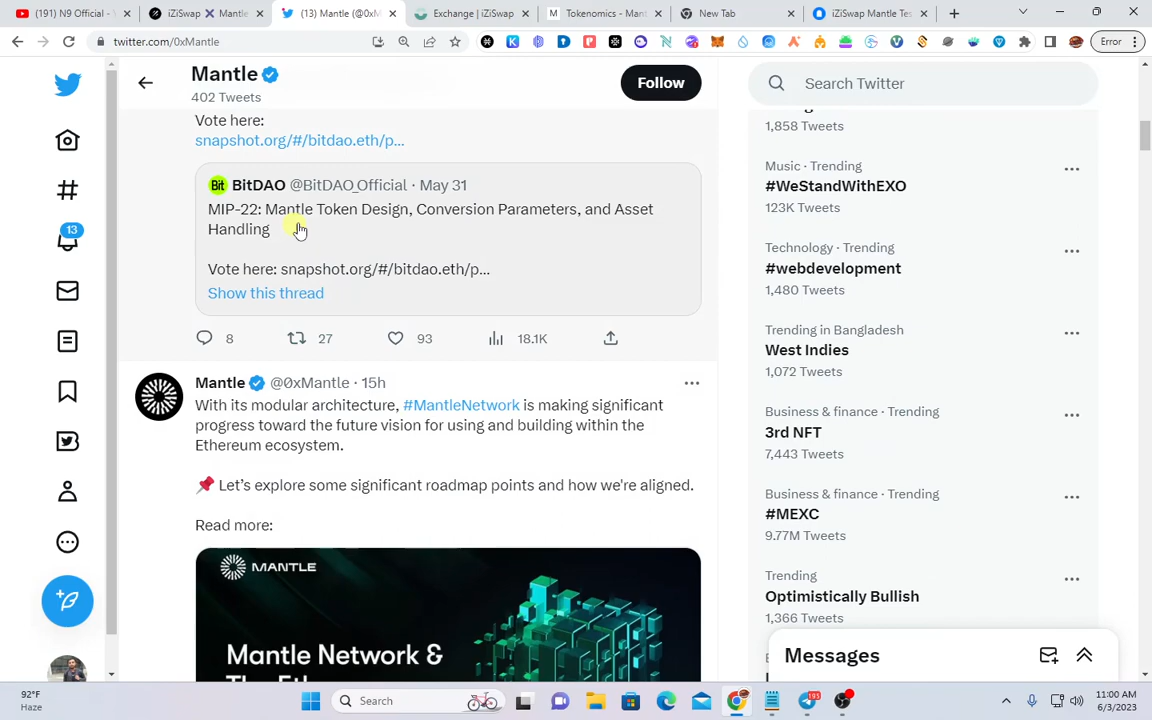 (191) N9 Official - Y
iZiSwap
Mantle
(13) Mantle (@0xM
Exchange | iZiSwap
Tokenomics - Mant
New Tab
iZiSwap Mantle Tes
twitter.com/0xMantle
Error
Mantle
402 Tweets
Follow
Vote here:
snapshot.org/#/bitdao.eth/p...
Bit
BitDAO @BitDAO_Official · May 31
MIP-22: Mantle Token Design, Conversion Parameters, and Asset
Handling
Vote here: snapshot.org/#/bitdao.eth/p...
Show this thread
8
27
93
18.1K
Mantle @0xMantle · 15h
With its modular architecture, #MantleNetwork is making significant
progress toward the future vision for using and building within the
Ethereum ecosystem.
📌 Let's explore some significant roadmap points and how we're aligned.
Read more:
MANTLE
Mantle Network &
13
Search Twitter
1,858 Tweets
Music · Trending
#WeStandWithEXO
123K Tweets
Technology · Trending
#webdevelopment
1,480 Tweets
Trending in Bangladesh
West Indies
1,072 Tweets
Business & finance · Trending
3rd NFT
7,443 Tweets
Business & finance · Trending
#MEXC
9.77M Tweets
Trending
Optimistically Bullish
1,366 Tweets
Messages
92°F
Haze
Search
195
11:00 AM
6/3/2023